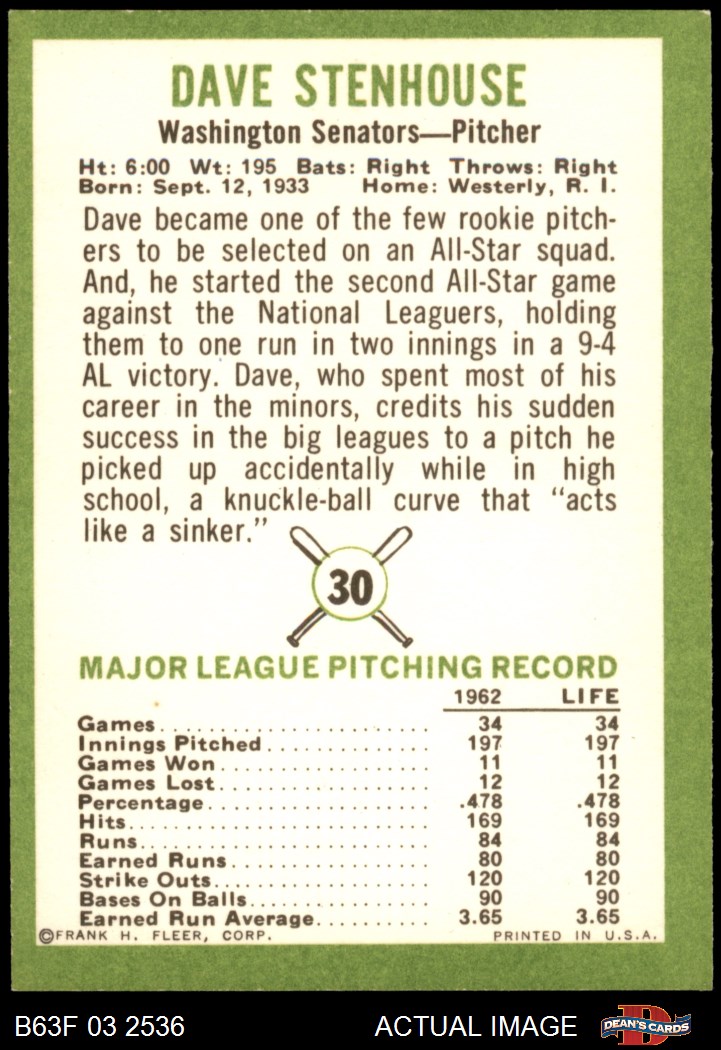 DAVE STENHOUSE
Washington Senators—Pitcher
Ht: 6:00 Wt: 195 Bats: Right Throws: Right
Born: Sept. 12, 1933 Home: Westerly, R. I.
Dave became one of the few rookie pitch-
ers to be selected on an All-Star squad.
And, he started the second All-Star game
against the National Leaguers, holding
them to one run in two innings in a 9-4
AL victory. Dave, who spent most of his
career in the minors, credits his sudden
success in the big leagues to a pitch he
picked up accidentally while in high
school, a knuckle-ball curve that “acts
like a sinker.”
30
MAJOR LEAGUE PITCHING RECORD
1962 LIFE
Games 34 34
Innings Pitched 197 197
Games Won 11 11
Games Lost 12 12
Percentage .478 .478
Hits 169 169
Runs 84 84
Earned Runs 80 80
Strike Outs 120 120
Bases On Balls 90 90
Earned Run Average 3.65 3.65
©FRANK H. FLEER, CORP. PRINTED IN U.S.A.
B63F 03 2536 ACTUAL IMAGE D DEAN'S CARDS